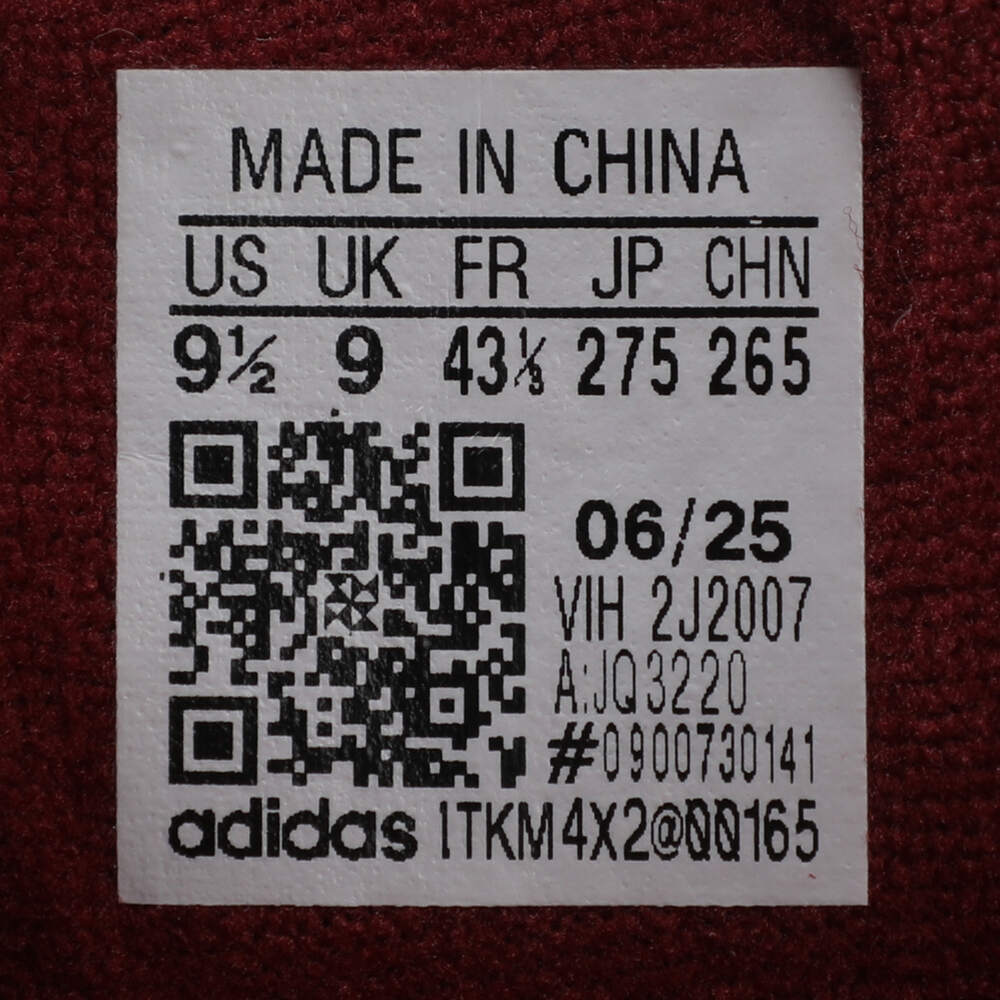 MADE IN CHINA
US UK FR JP CHN
9½ 9 43⅓ 275 265
06/25
VIH 2J2007
A:JQ3220
#0900730141
adidas 1TKM4X2@00165